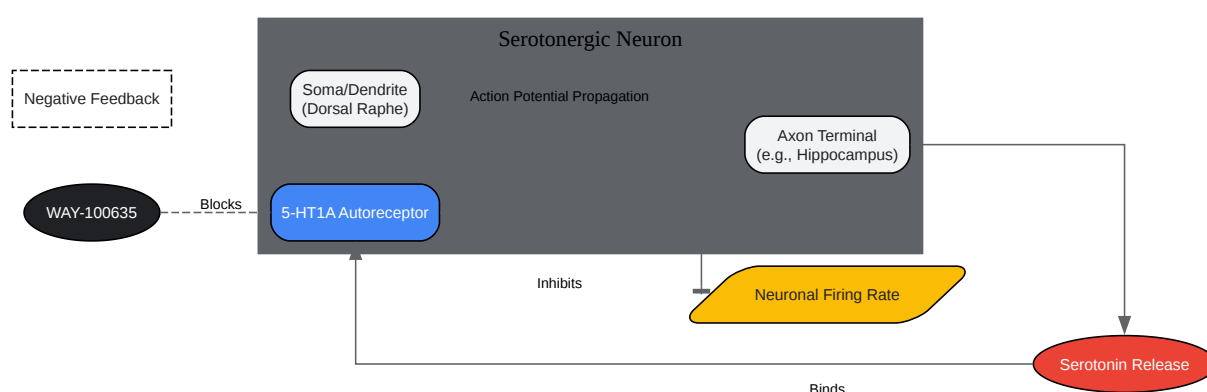 Serotonergic Neuron
Negative Feedback
Soma/Dendrite
(Dorsal Raphe)
Action Potential Propagation
Axon Terminal
(e.g., Hippocampus)
WAY-100635
Blocks
5-HT1A Autoreceptor
Inhibits
Neuronal Firing Rate
Serotonin Release
Binds